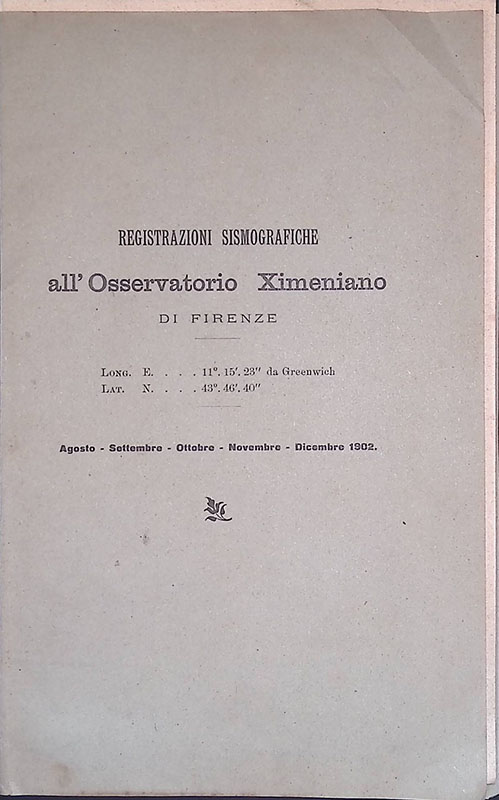 REGISTRAZIONI SISMOGRAFICHE
all' Osservatorio Ximeniano
DI FIRENZE
LONG. E. . . . 11°. 15'. 23" da Greenwich
LAT. N. . . . 43°. 46'. 40"
Agosto - Settembre - Ottobre - Novembre - Dicembre 1902.